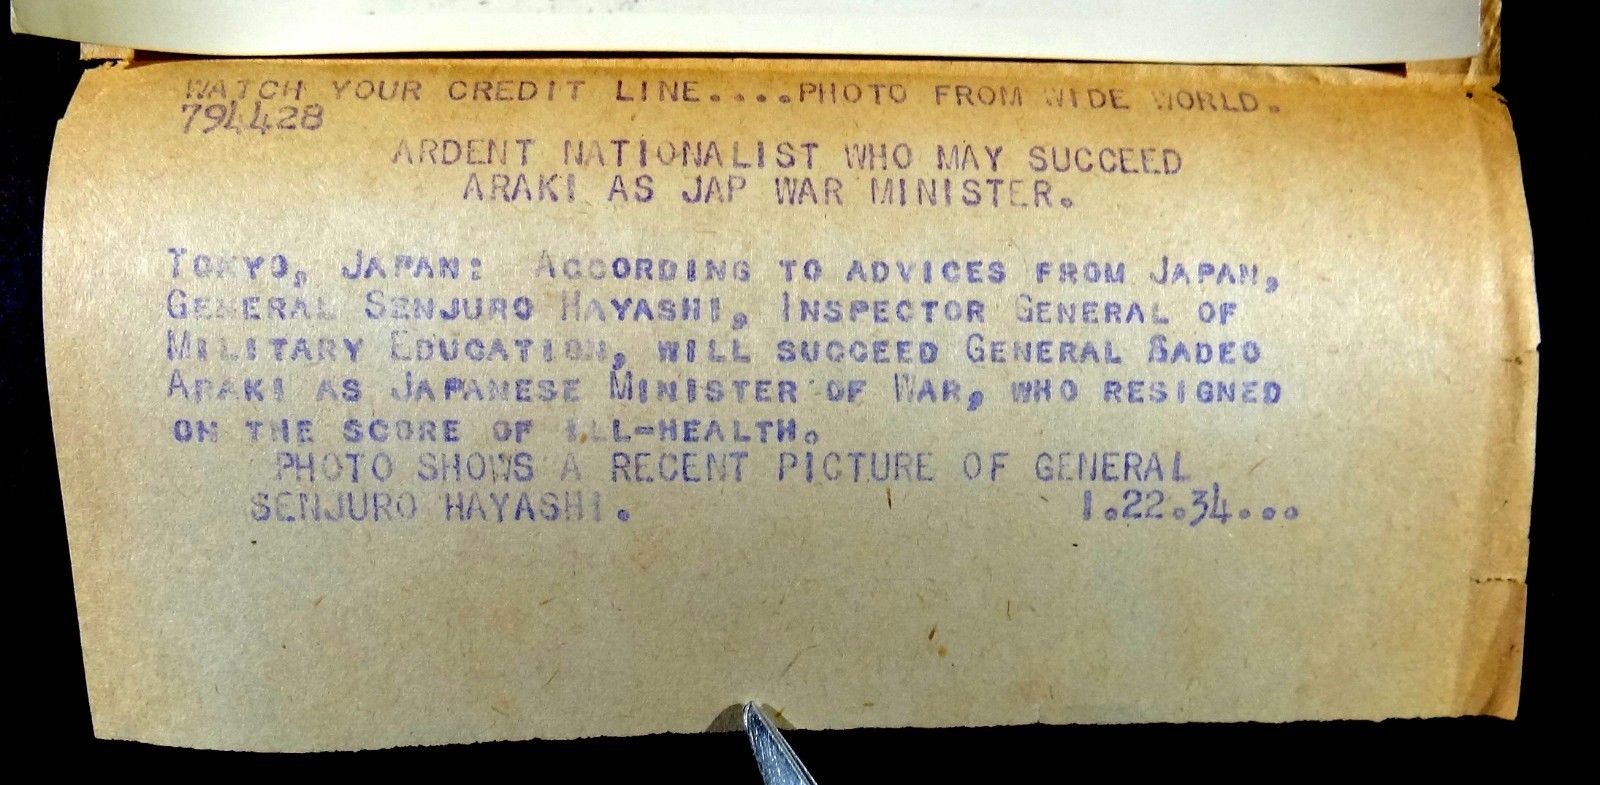 WATCH YOUR CREDIT LINE....PHOTO FROM WIDE WORLD.
794428
ARDENT NATIONALIST WHO MAY SUCCEED
ARAKI AS JAP WAR MINISTER.
TOKYO, JAPAN: ACCORDING TO ADVICES FROM JAPAN,
GENERAL SENJURO HAYASHI, INSPECTOR GENERAL OF
MILITARY EDUCATION, WILL SUCCEED GENERAL SADEO
ARAKI AS JAPANESE MINISTER OF WAR, WHO RESIGNED
ON THE SCORE OF ILL-HEALTH.
PHOTO SHOWS A RECENT PICTURE OF GENERAL
SENJURO HAYASHI. 1.22.34...